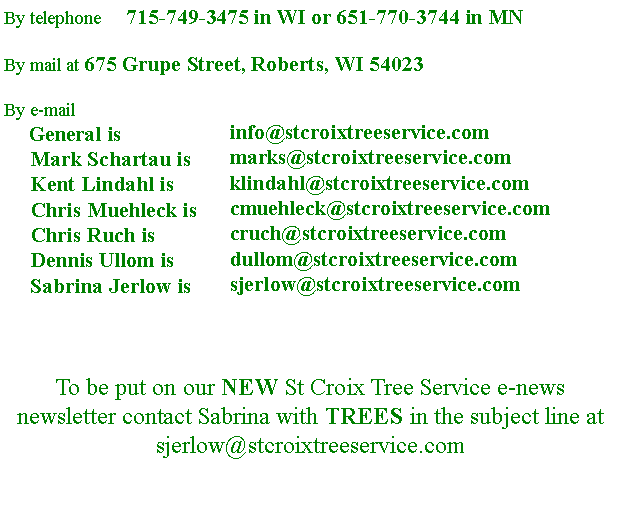 By telephone 715-749-3475 in WI or 651-770-3744 in MN
By mail at 675 Grupe Street, Roberts, WI 54023
By e-mail
General is info@stcroixtreeservice.com
Mark Schartau is marks@stcroixtreeservice.com
Kent Lindahl is klindahl@stcroixtreeservice.com
Chris Muehleck is cmuehleck@stcroixtreeservice.com
Chris Ruch is cruch@stcroixtreeservice.com
Dennis Ullom is dullom@stcroixtreeservice.com
Sabrina Jerlow is sjerlow@stcroixtreeservice.com
To be put on our NEW St Croix Tree Service e-news
newsletter contact Sabrina with TREES in the subject line at
sjerlow@stcroixtreeservice.com